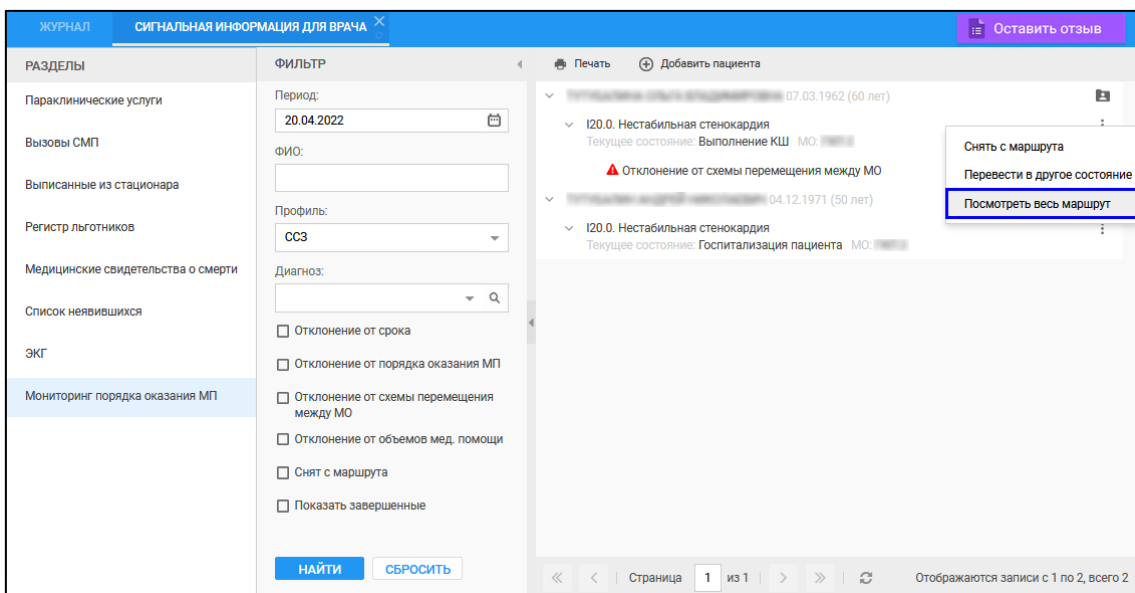 ЖУРНАЛ
СИГНАЛЬНАЯ ИНФОРМАЦИЯ ДЛЯ ВРАЧА
Оставить отзыв
РАЗДЕЛЫ
Параклинические услуги
Вызовы СМП
Выписанные из стационара
Регистр льготников
Медицинские свидетельства о смерти
Список неявившихся
ЭКГ
Мониторинг порядка оказания МП
ФИЛЬТР
Период:
20.04.2022
ФИО:
Профиль:
ССЗ
Диагноз:
Отклонение от срока
Отклонение от порядка оказания МП
Отклонение от схемы перемещения
между МО
Отклонение от объемов мед. помощи
Снят с маршрута
Показать завершенные
НАЙТИ
СБРОСИТЬ
Печать
Добавить пациента
07.03.1962 (60 лет)
I20.0. Нестабильная стенокардия
Текущее состояние: Выполнение КШ МО:
Отклонение от схемы перемещения между МО
04.12.1971 (50 лет)
I20.0. Нестабильная стенокардия
Текущее состояние: Госпитализация пациента МО:
Снять с маршрута
Перевести в другое состояние
Посмотреть весь маршрут
Страница 1 из 1
Отображаются записи с 1 по 2, всего 2